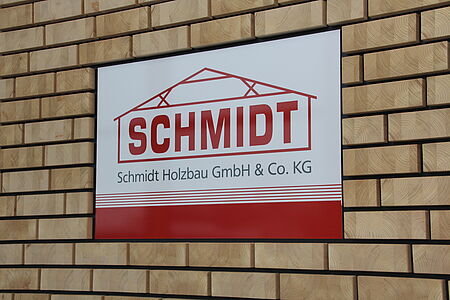 SCHMIDT
Schmidt Holzbau GmbH & Co. KG